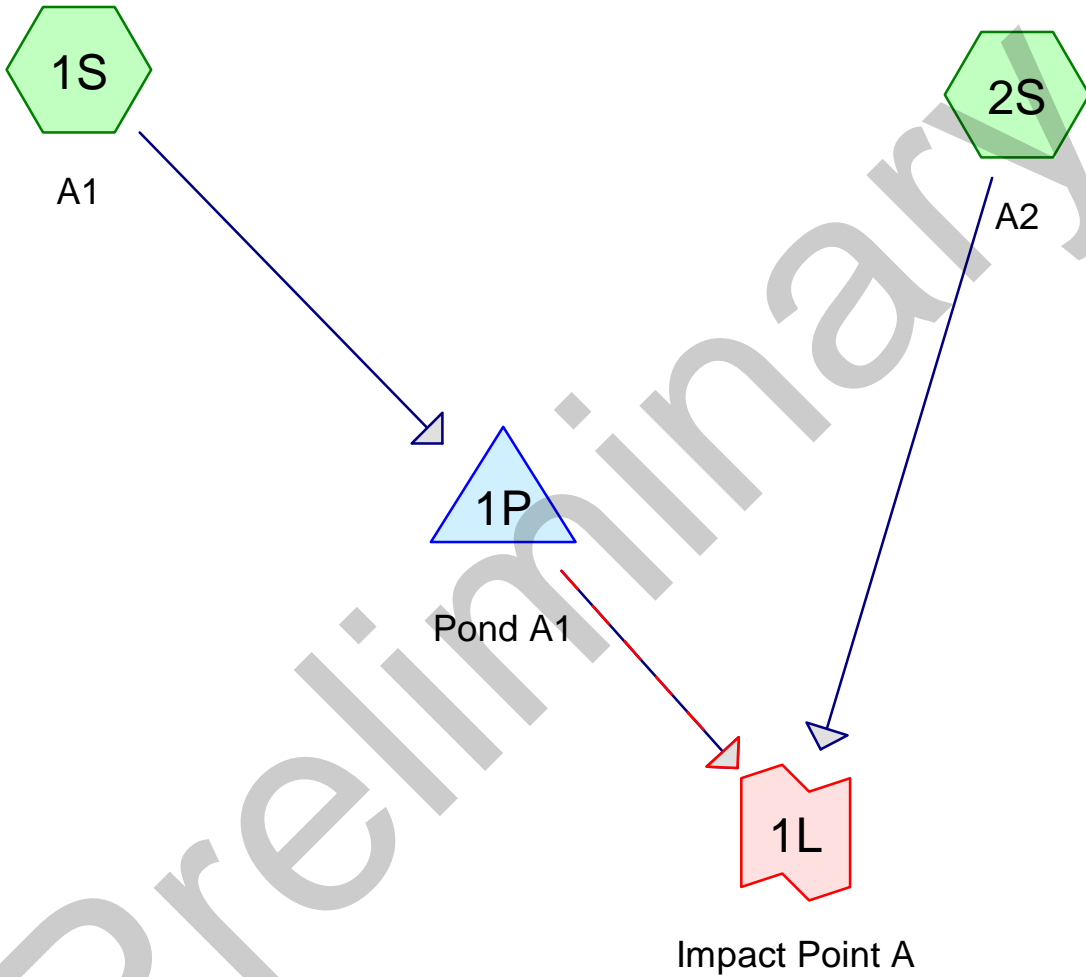 1S
2S
A1
A2
1P
Pond A1
1L
Impact Point A
Preliminary